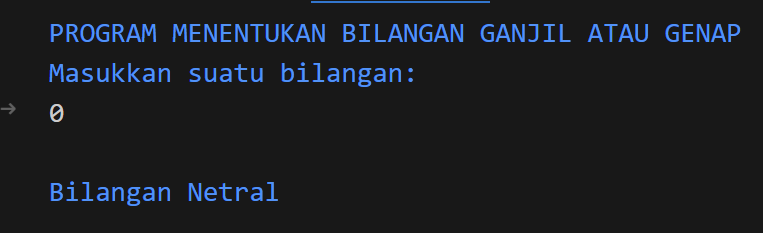 PROGRAM MENENTUKAN BILANGAN GANJIL ATAU GENAP
Masukkan suatu bilangan:
0
Bilangan Netral